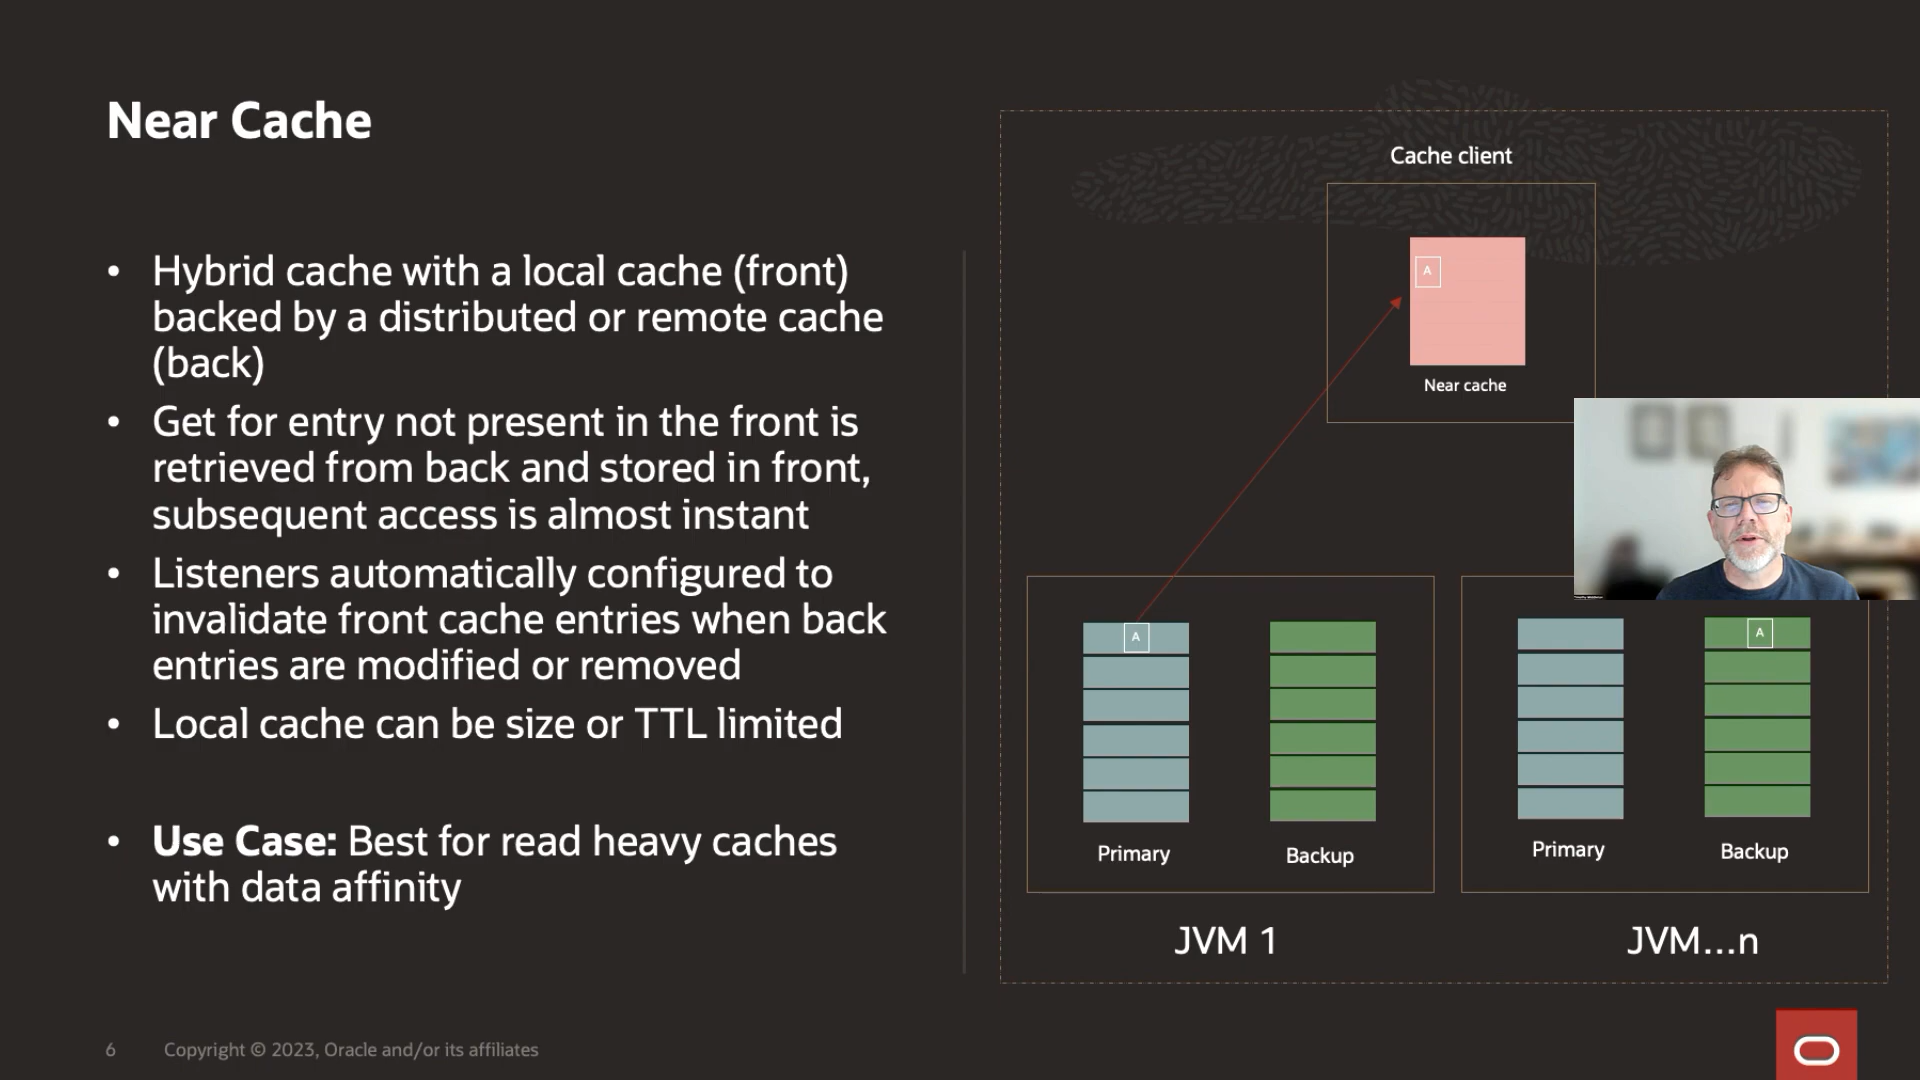 Near Cache
• Hybrid cache with a local cache (front)
backed by a distributed or remote cache
(back)
• Get for entry not present in the front is
retrieved from back and stored in front,
subsequent access is almost instant
• Listeners automatically configured to
invalidate front cache entries when back
entries are modified or removed
• Local cache can be size or TTL limited
• Use Case: Best for read heavy caches
with data affinity
Cache client
A
Near cache
A
A
Primary
Backup
Primary
Backup
JVM 1
JVM...n
6
Copyright © 2023, Oracle and/or its affiliates